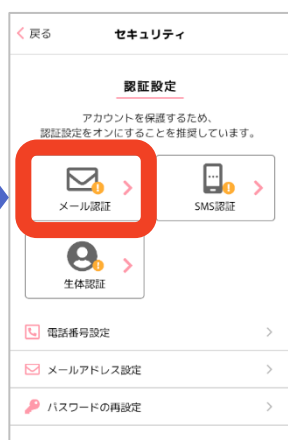 戻る
セキュリティ
認証設定
アカウントを保護するため、
認証設定をオンにすることを推奨しています。
メール認証
SMS認証
生体認証
電話番号設定
メールアドレス設定
パスワードの再設定